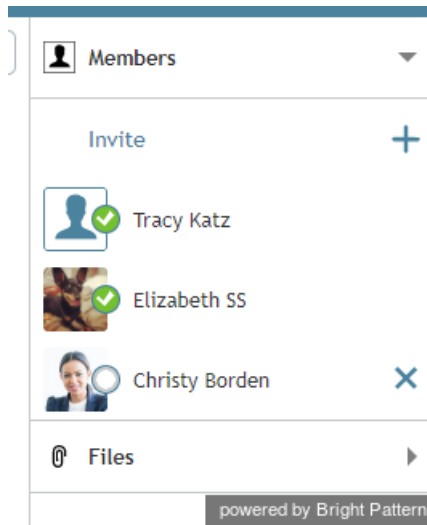 Members
Invite
Tracy Katz
Elizabeth SS
Christy Borden
Files
powered by Bright Pattern